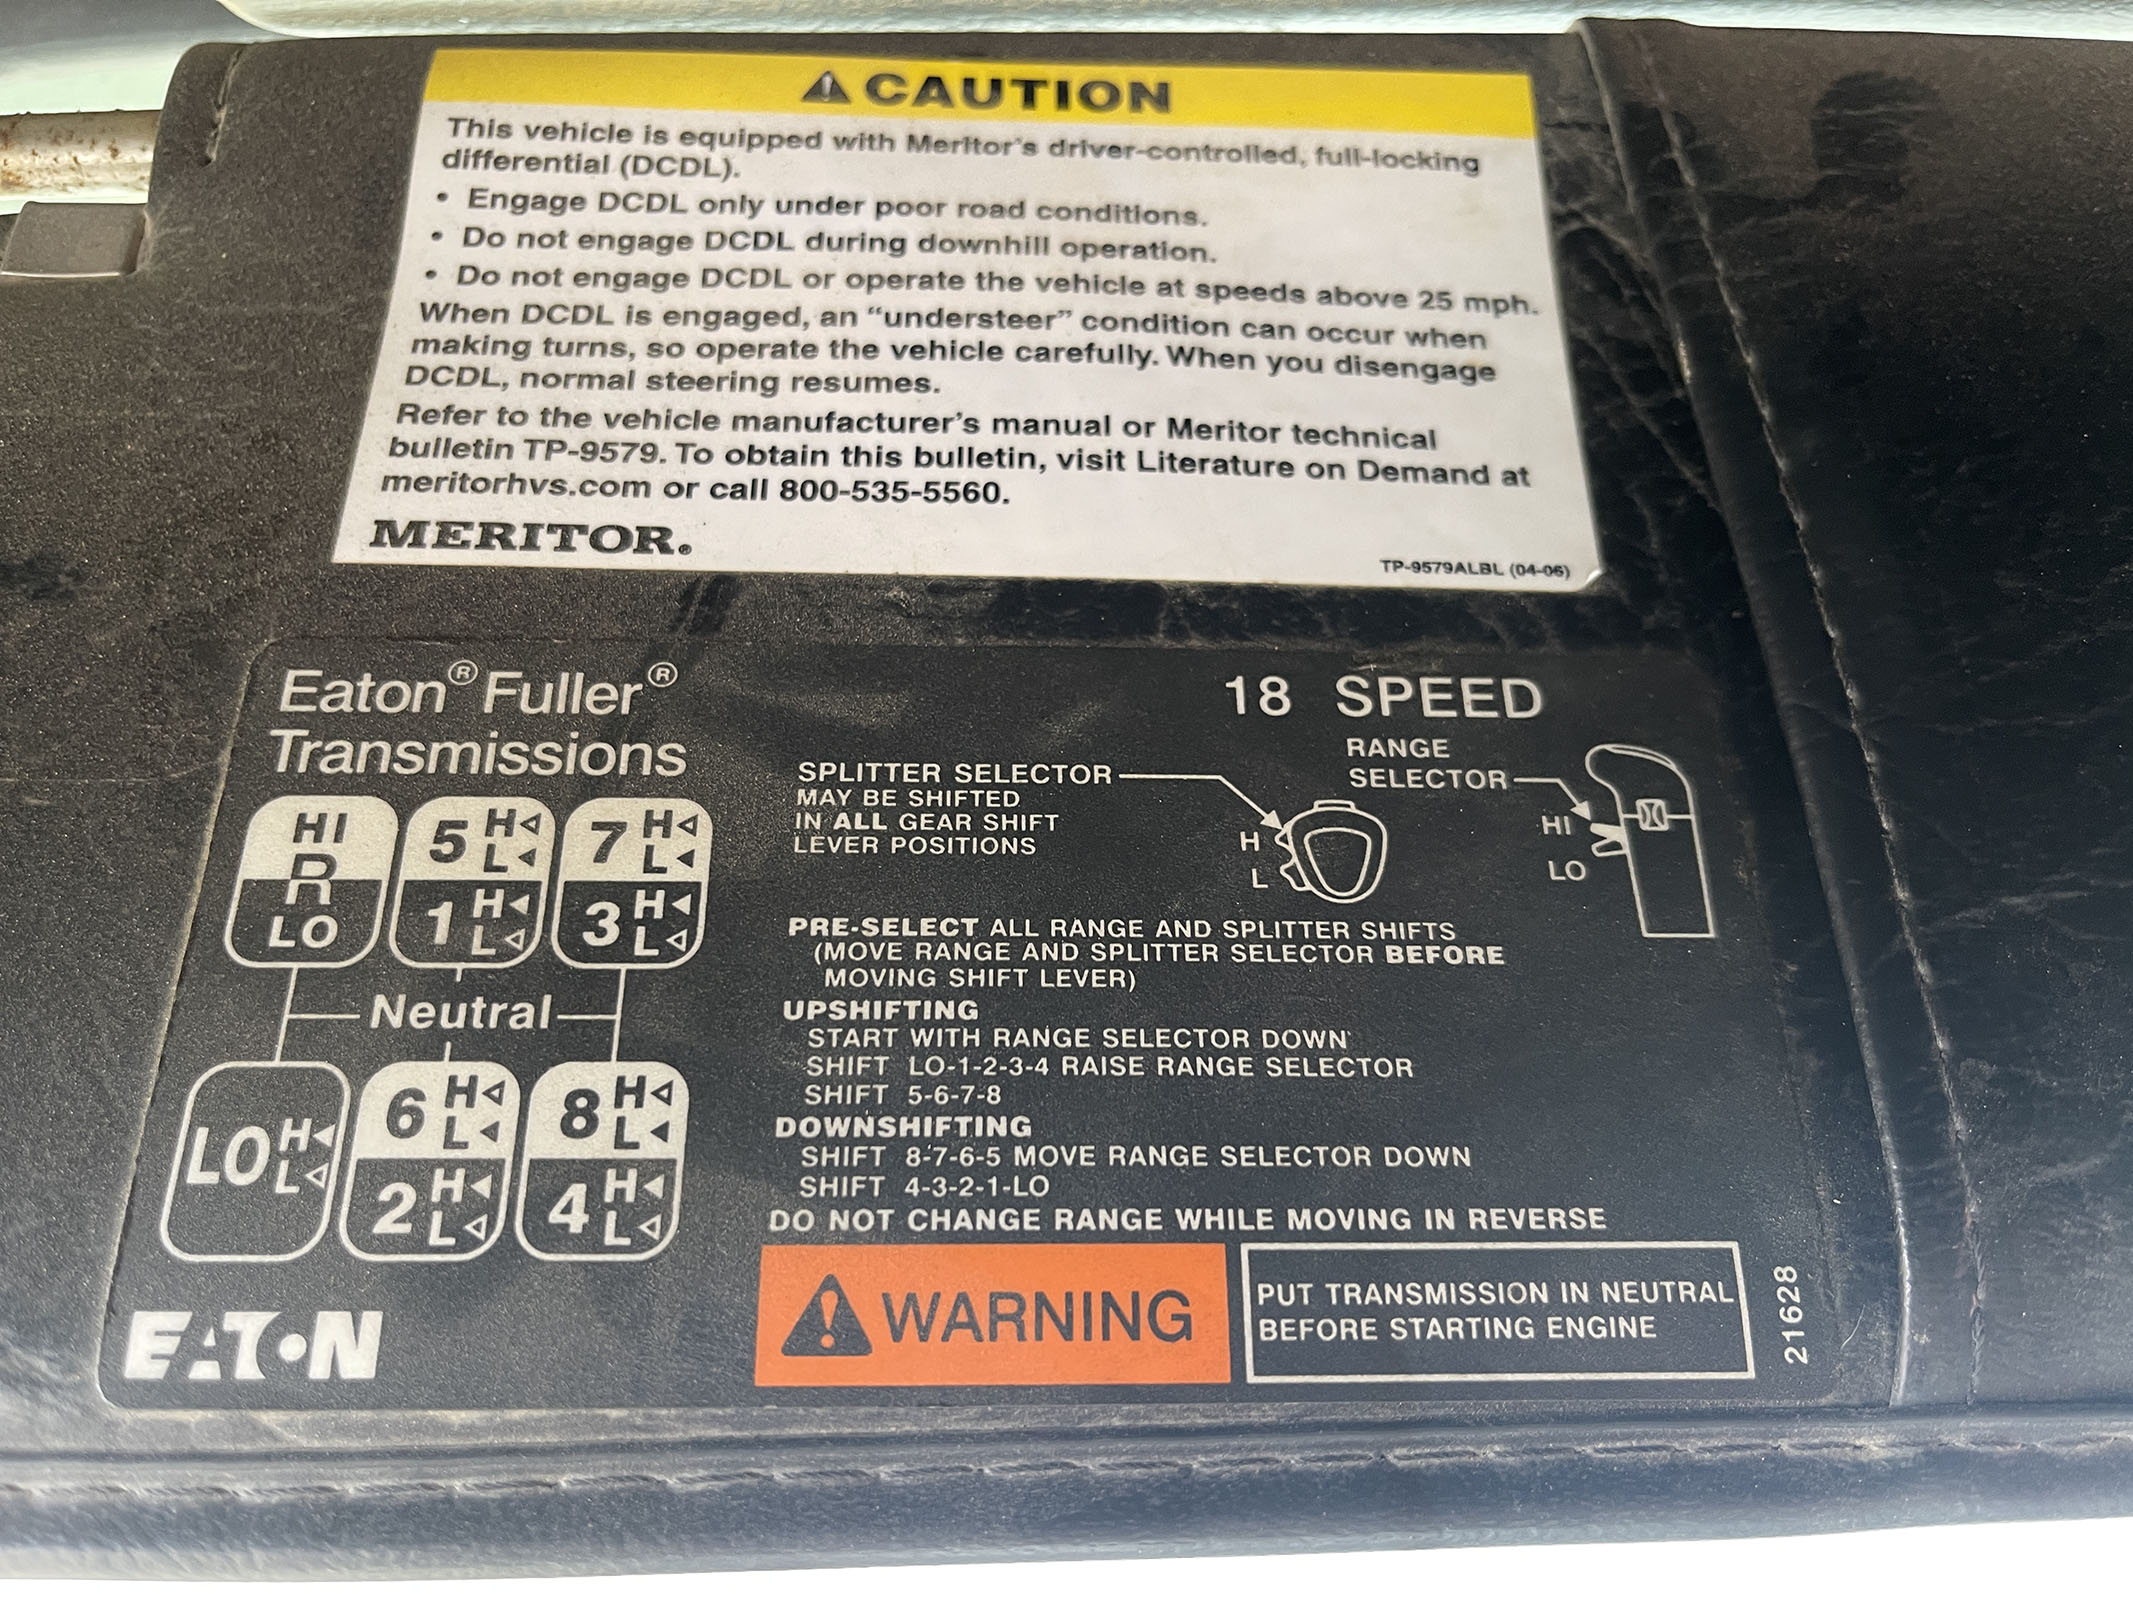 CAUTION
This vehicle is equipped with Meritor's driver-controlled, full-locking
differential (DCDL).
• Engage DCDL only under poor road conditions.
• Do not engage DCDL during downhill operation.
• Do not engage DCDL or operate the vehicle at speeds above 25 mph.
When DCDL is engaged, an “understeer” condition can occur when
making turns, so operate the vehicle carefully. When you disengage
DCDL, normal steering resumes.
Refer to the vehicle manufacturer's manual or Meritor technical
bulletin TP-9579. To obtain this bulletin, visit Literature on Demand at
meritorhvs.com or call 800-535-5560.
MERITOR®
TP-9579ALBL (04-06)
Eaton® Fuller®
Transmissions
HI
R
LO
5 H
L
1 H
L
7 H
L
3 H
L
Neutral
LO H
L
6 H
L
2 H
L
8 H
L
4 H
L
EATON
18 SPEED
SPLITTER SELECTOR
MAY BE SHIFTED
IN ALL GEAR SHIFT
LEVER POSITIONS
H
L
RANGE
SELECTOR
HI
LO
PRE-SELECT ALL RANGE AND SPLITTER SHIFTS
(MOVE RANGE AND SPLITTER SELECTOR BEFORE
MOVING SHIFT LEVER)
UPSHIFTING
START WITH RANGE SELECTOR DOWN
SHIFT LO-1-2-3-4 RAISE RANGE SELECTOR
SHIFT 5-6-7-8
DOWNSHIFTING
SHIFT 8-7-6-5 MOVE RANGE SELECTOR DOWN
SHIFT 4-3-2-1-LO
DO NOT CHANGE RANGE WHILE MOVING IN REVERSE
WARNING
PUT TRANSMISSION IN NEUTRAL
BEFORE STARTING ENGINE
21628